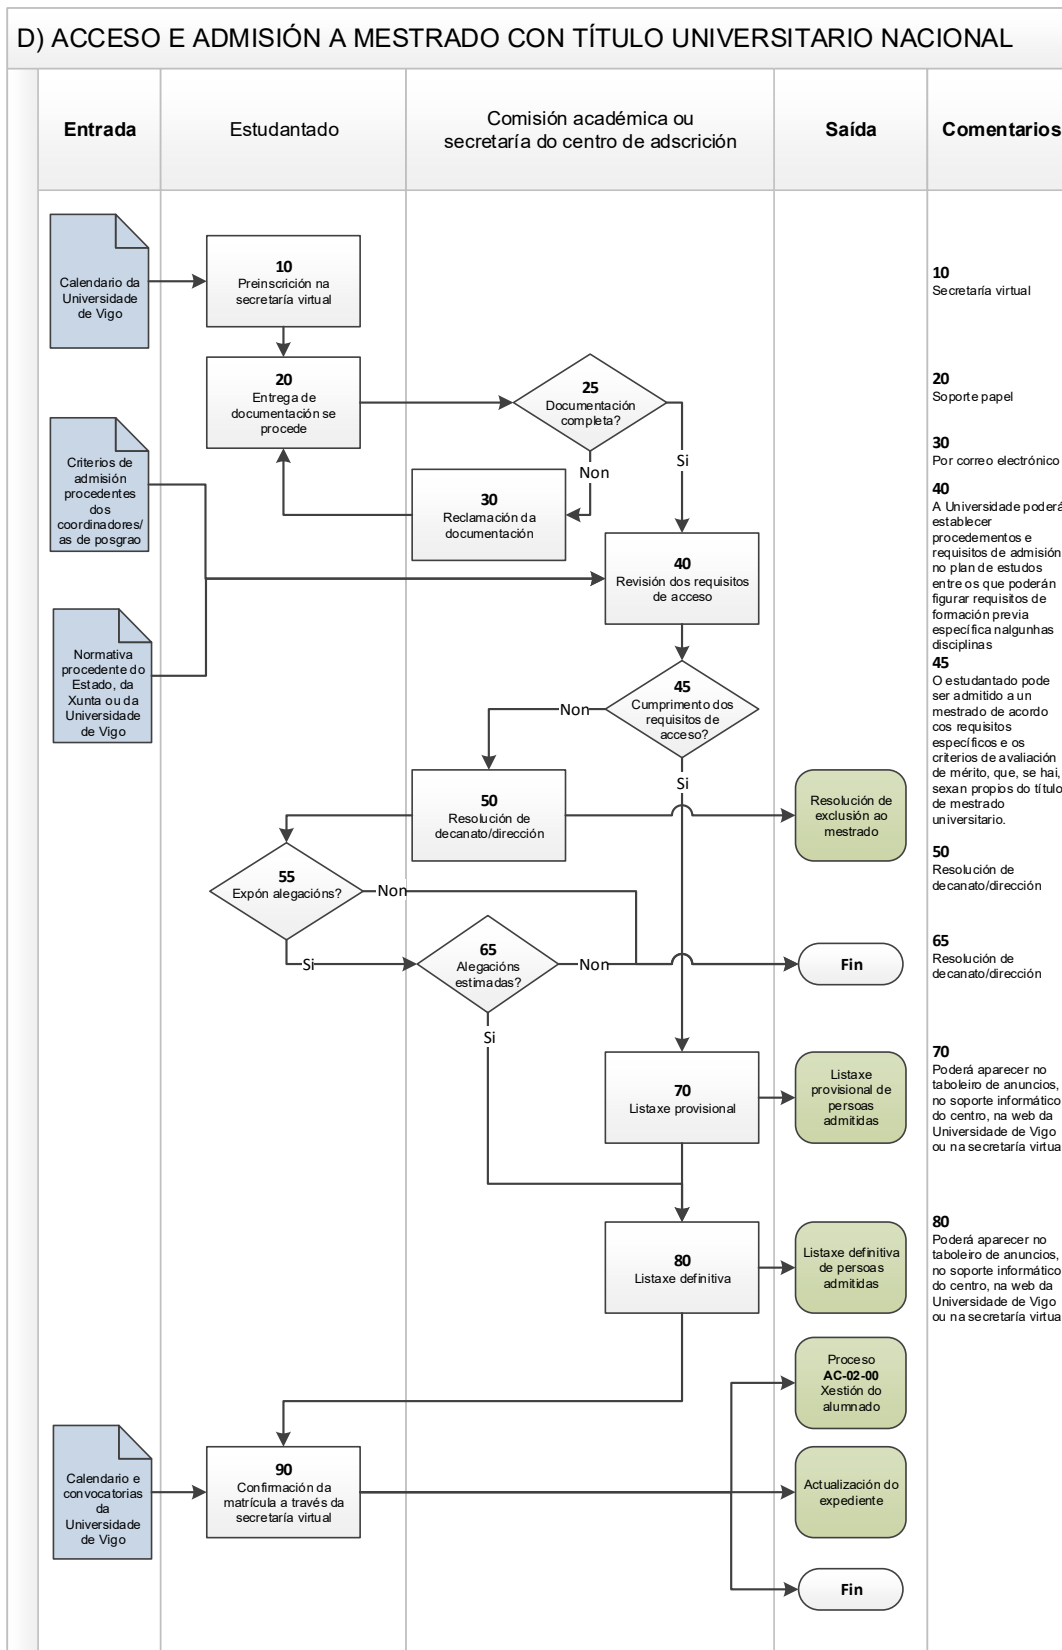 D) ACCESO E ADMISIÓN A MESTRADO CON TÍTULO UNIVERSITARIO NACIONAL
Entrada
Estudantado
Comisión académica ou
secretaría do centro de adscrición
Saída
Comentarios
Calendario da
Universidade
de Vigo
10
Preinscrición na
secretaría virtual
10
Secretaría virtual
20
Entrega de
documentación se
procede
25
Documentación
completa?
20
Soporte papel
Si
Non
Criterios de
admisión
procedentes
dos
coordinadores/
as de posgrao
30
Reclamación da
documentación
30
Por correo electrónico
40
Revisión dos requisitos
de acceso
40
A Universidade poderá
establecer
procedementos e
requisitos de admisión
no plan de estudos
entre os que poderán
figurar requisitos de
formación previa
específica nalgunhas
disciplinas
Normativa
procedente do
Estado, da
Xunta ou da
Universidade
de Vigo
45
Cumprimento dos
requisitos de
acceso?
Non
Si
45
O estudantado pode
ser admitido a un
mestrado de acordo
cos requisitos
específicos e os
criterios de avaliación
de mérito, que, se hai,
sexan propios do título
de mestrado
universitario.
50
Resolución de
decanato/dirección
Resolución de
exclusión ao
mestrado
50
Resolución de
decanato/dirección
55
Expón alegacións?
Non
Si
65
Alegacións
estimadas?
Non
Si
Fin
65
Resolución de
decanato/dirección
70
Listaxe provisional
Listaxe
provisional de
persoas
admitidas
70
Poderá aparecer no
taboleiro de anuncios,
no soporte informático
do centro, na web da
Universidade de Vigo
ou na secretaría virtua
80
Listaxe definitiva
Listaxe definitiva
de persoas
admitidas
80
Poderá aparecer no
taboleiro de anuncios,
no soporte informático
do centro, na web da
Universidade de Vigo
ou na secretaría virtua
Proceso
AC-02-00
Xestión do
alumnado
Calendario e
convocatorias
da
Universidade
de Vigo
90
Confirmación da
matrícula a través da
secretaría virtual
Actualización do
expediente
Fin